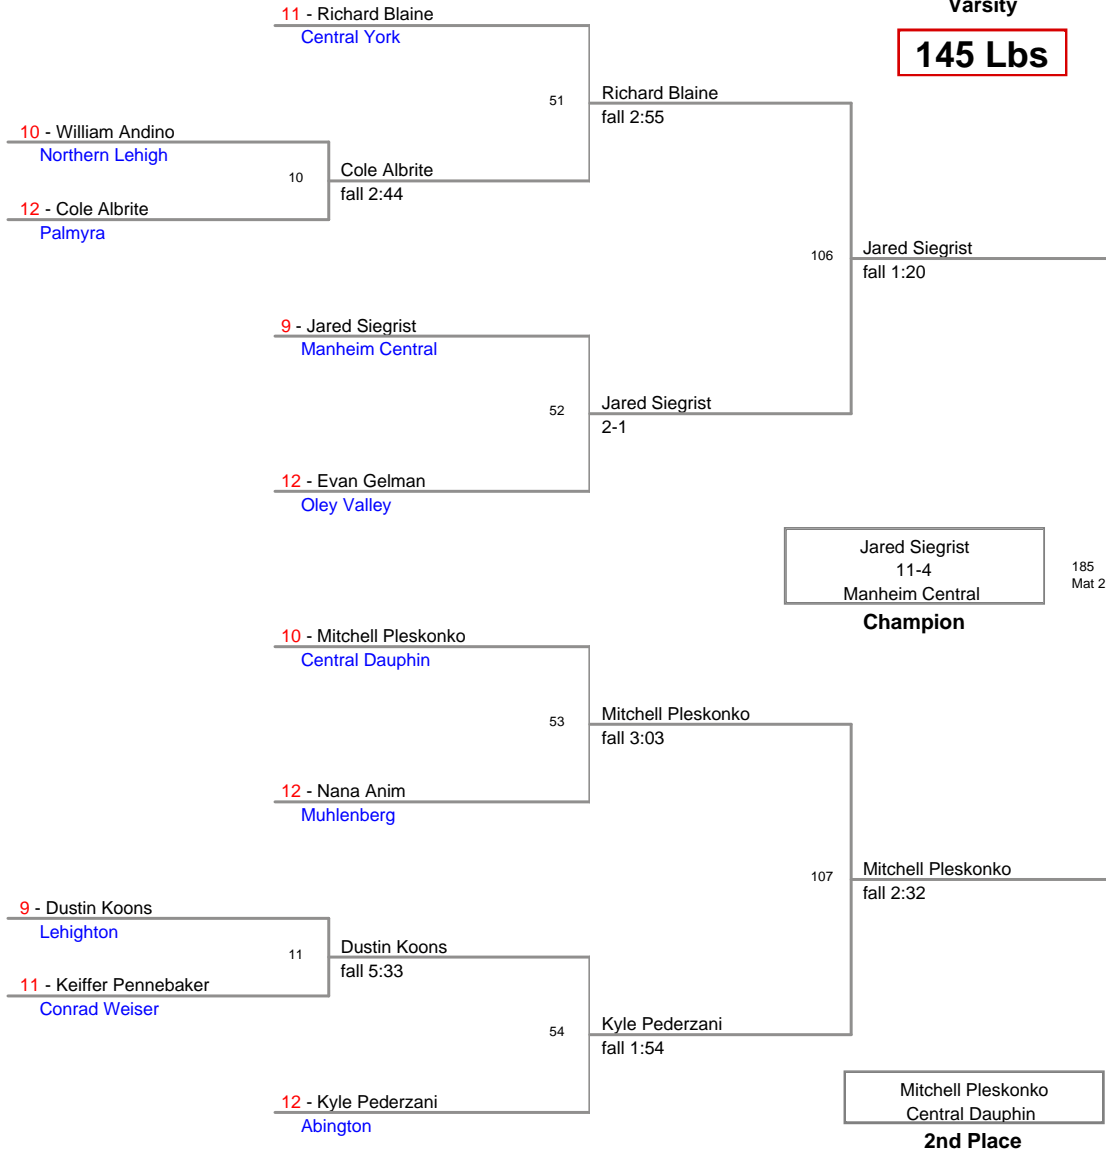 Varsity
145 Lbs
11 - Richard Blaine
Central York
51
Richard Blaine
fall 2:55
10 - William Andino
Northern Lehigh
10
Cole Albrite
fall 2:44
12 - Cole Albrite
Palmyra
106
Jared Siegrist
fall 1:20
9 - Jared Siegrist
Manheim Central
52
Jared Siegrist
2-1
12 - Evan Gelman
Oley Valley
Jared Siegrist
11-4
Manheim Central
Champion
185
Mat 2
10 - Mitchell Pleskonko
Central Dauphin
53
Mitchell Pleskonko
fall 3:03
12 - Nana Anim
Muhlenberg
107
Mitchell Pleskonko
fall 2:32
9 - Dustin Koons
Lehighton
11
Dustin Koons
fall 5:33
11 - Keiffer Pennebaker
Conrad Weiser
54
Kyle Pederzani
fall 1:54
12 - Kyle Pederzani
Abington
Mitchell Pleskonko
Central Dauphin
2nd Place